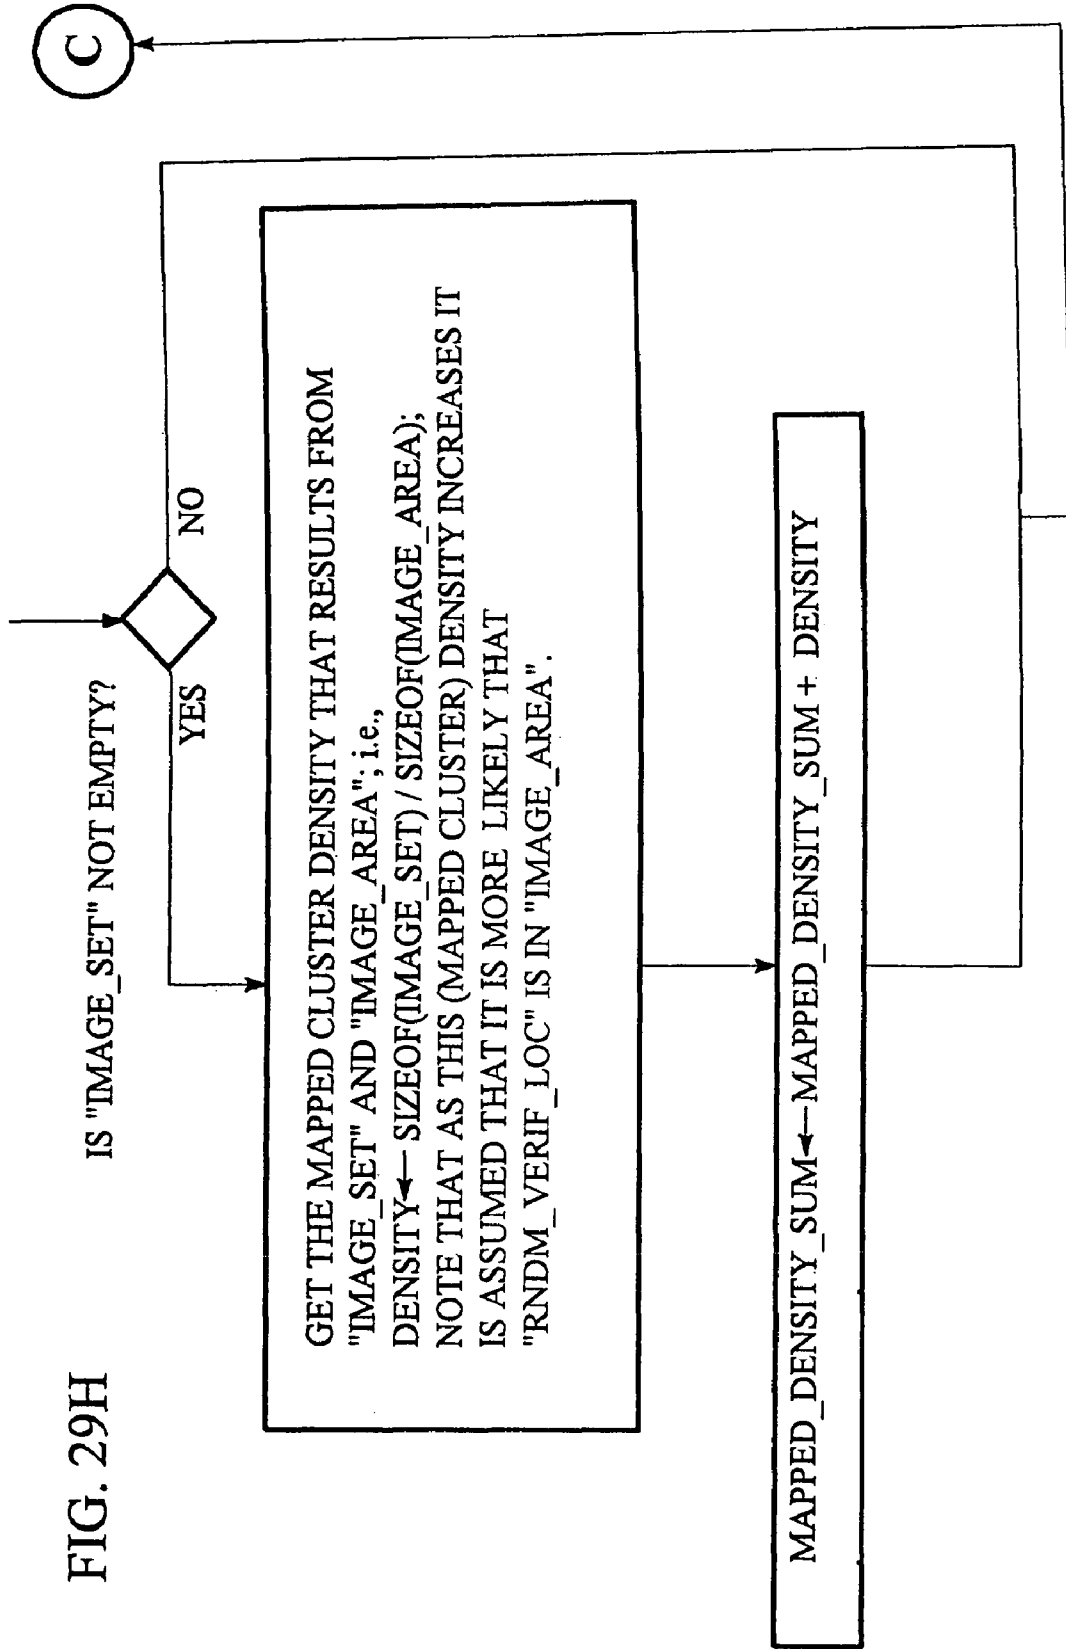 FIG. 29H
C
IS "IMAGE_SET" NOT EMPTY?
YES
NO
GET THE MAPPED CLUSTER DENSITY THAT RESULTS FROM
"IMAGE_SET" AND "IMAGE_AREA"; i.e.,
DENSITY← SIZEOF(IMAGE_SET) / SIZEOF(IMAGE_AREA);
NOTE THAT AS THIS (MAPPED CLUSTER) DENSITY INCREASES IT
IS ASSUMED THAT IT IS MORE LIKELY THAT
"RNDM_VERIF_LOC" IS IN "IMAGE_AREA".
MAPPED_DENSITY_SUM←MAPPED_DENSITY_SUM + DENSITY